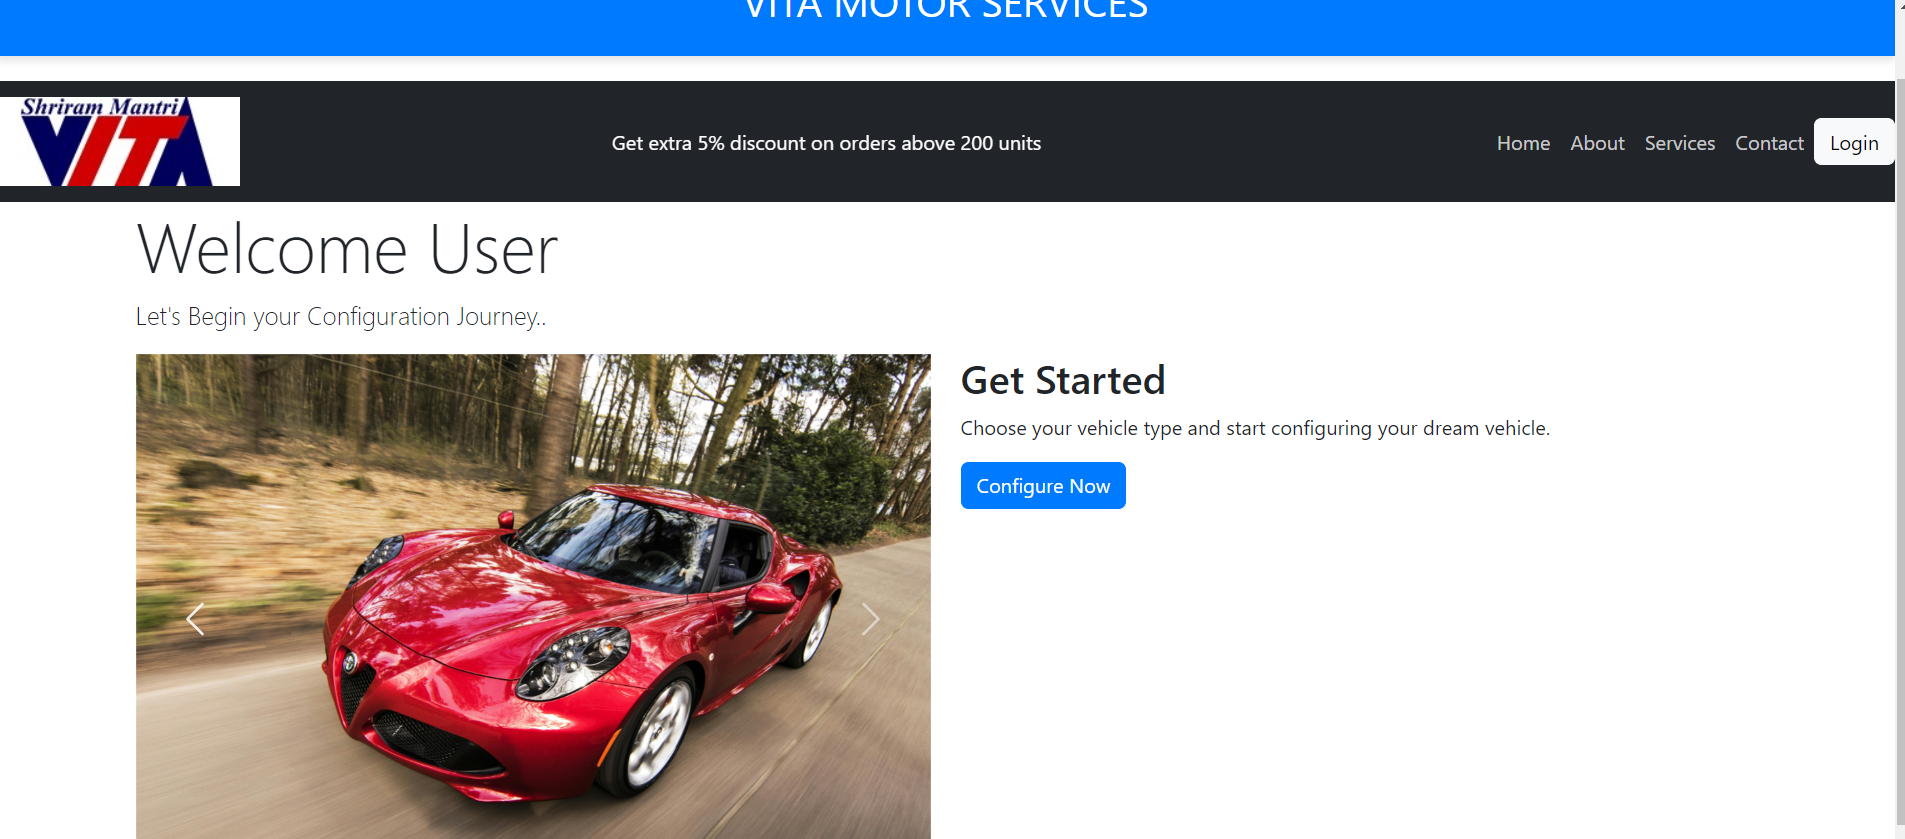 VITA MOTOR SERVICES
Shriram Mantri
VITA
Get extra 5% discount on orders above 200 units
Home About Services Contact Login
Welcome User
Let's Begin your Configuration Journey..
Get Started
Choose your vehicle type and start configuring your dream vehicle.
Configure Now